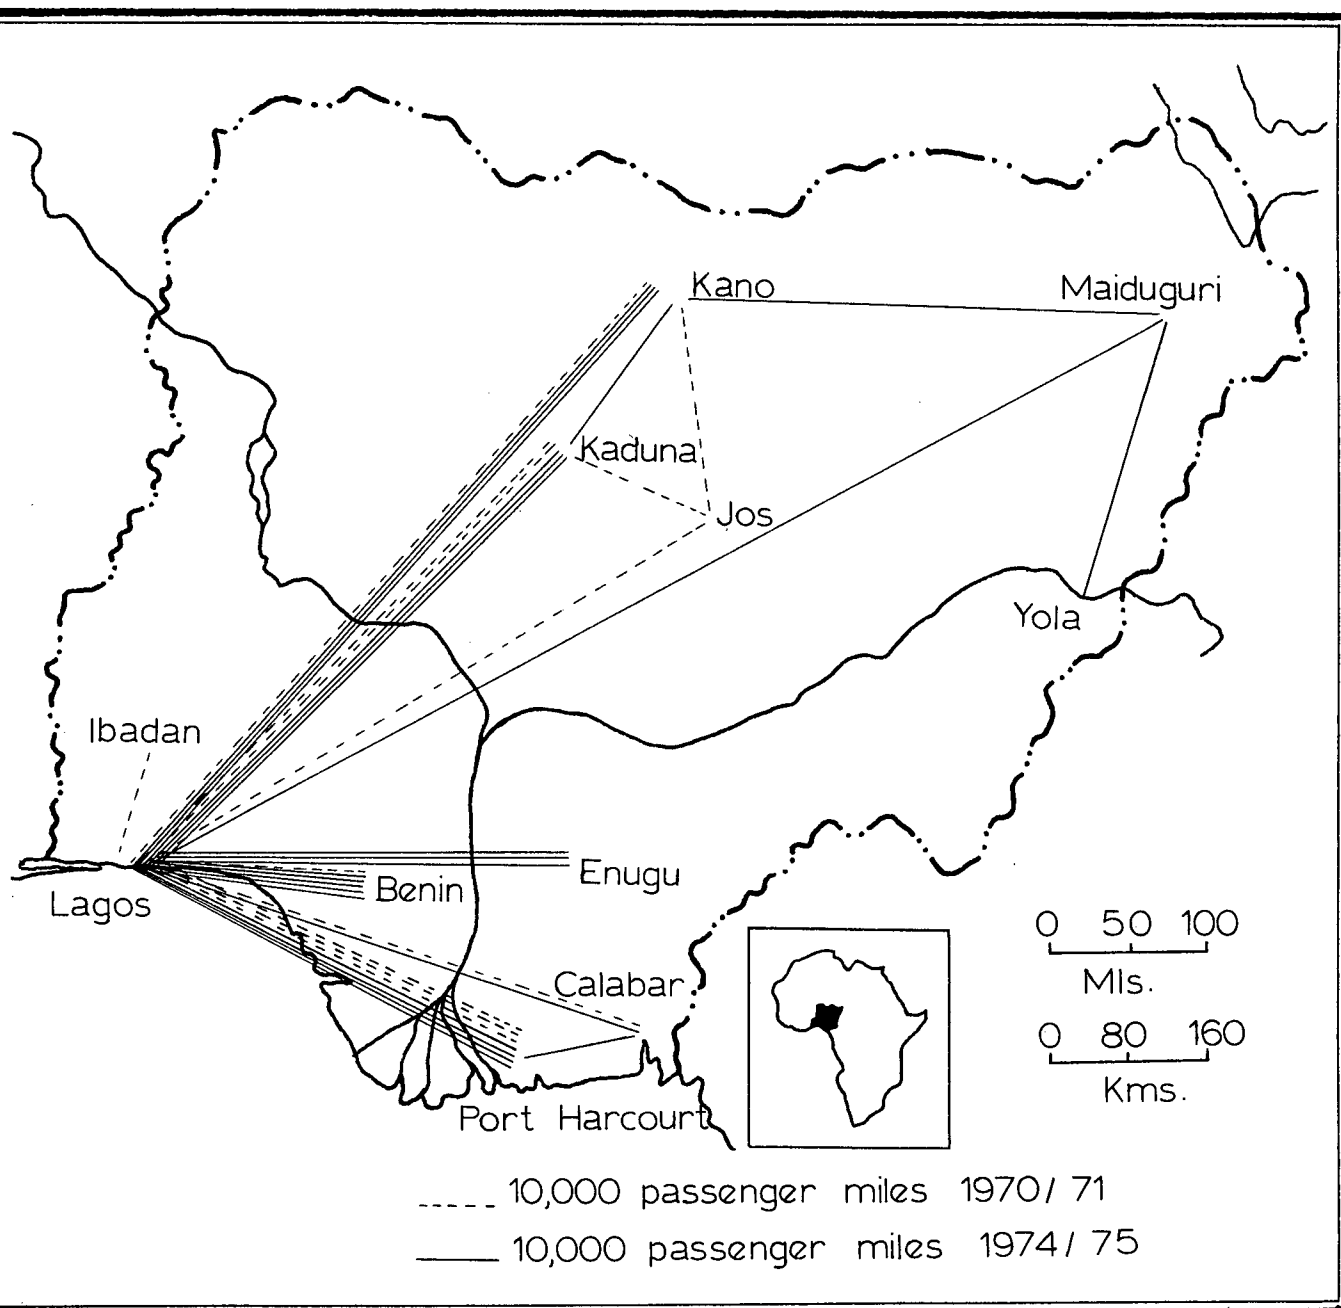 Kano
Maiduguri
Kaduna
Jos
Yola
Ibadan
Enugu
Benin
Lagos
Calabar
Port Harcourt
0 50 100
Mls.
0 80 160
Kms.
10,000 passenger miles 1970/ 71
10,000 passenger miles 1974/ 75